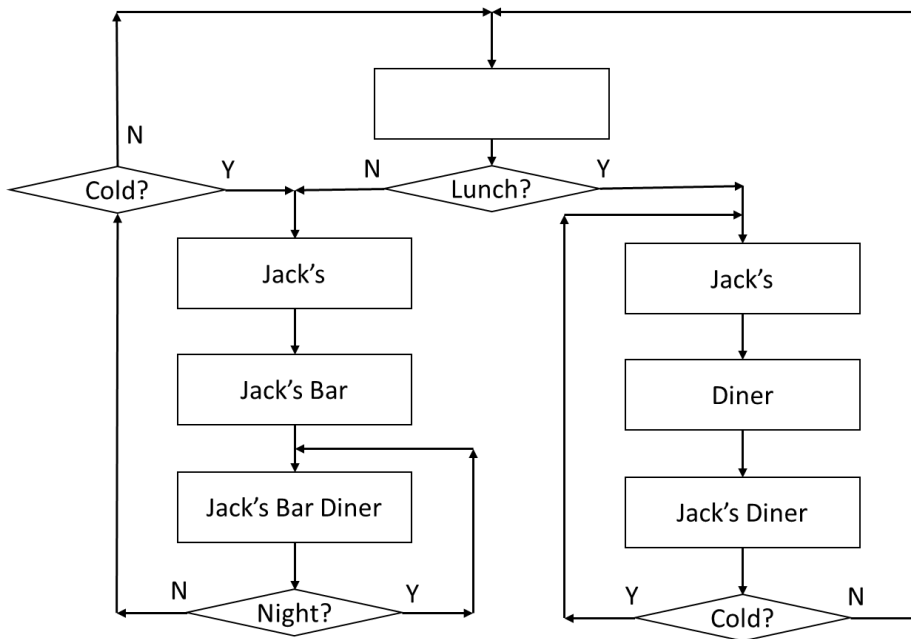 N
Y
N
Y
Cold?
Lunch?
Jack's
Jack's
Jack's Bar
Diner
Jack's Bar Diner
Jack's Diner
N
Y
Y
N
Night?
Cold?